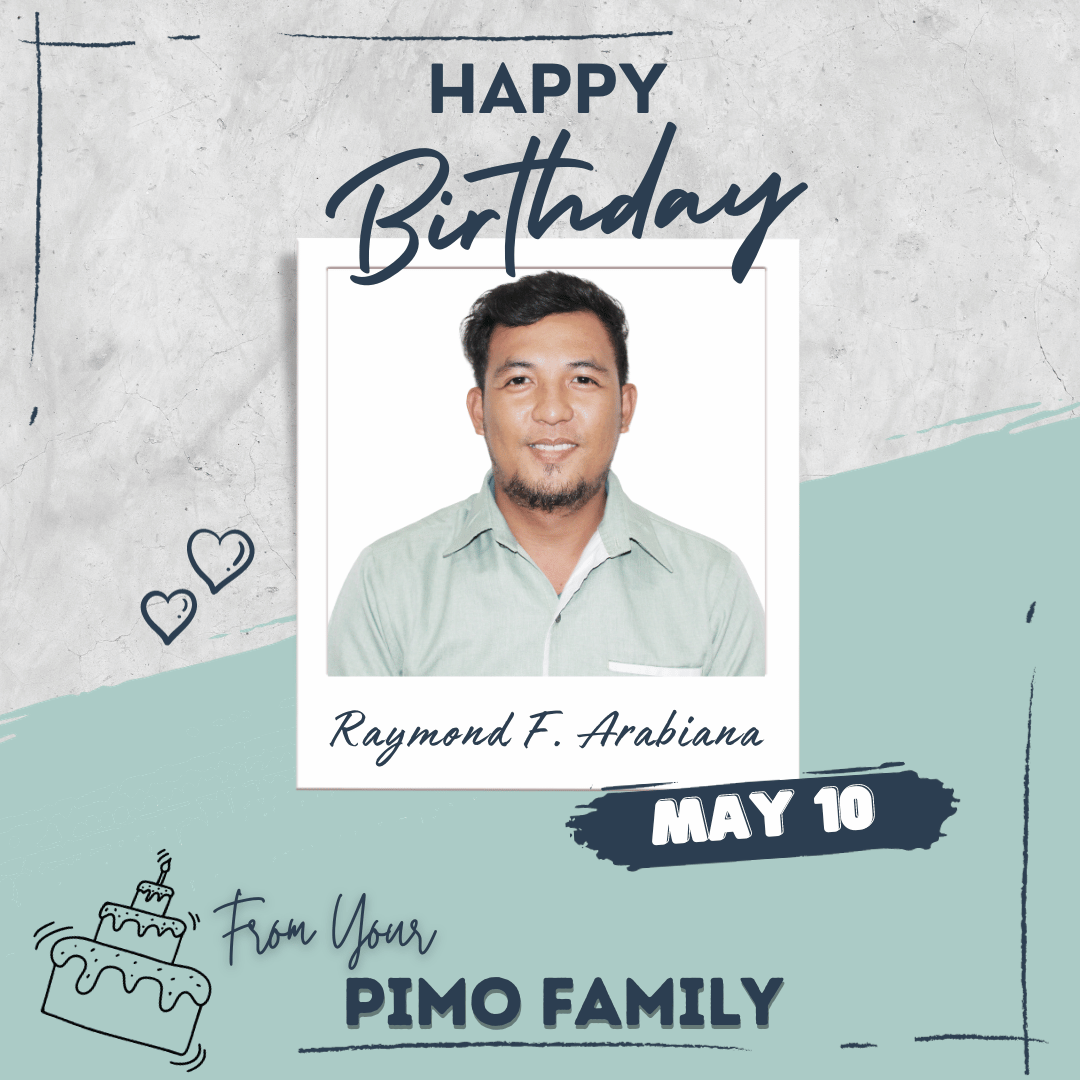 HAPPY
Birthday
Raymond F. Arabiana
MAY 10
From Your
PIMO FAMILY